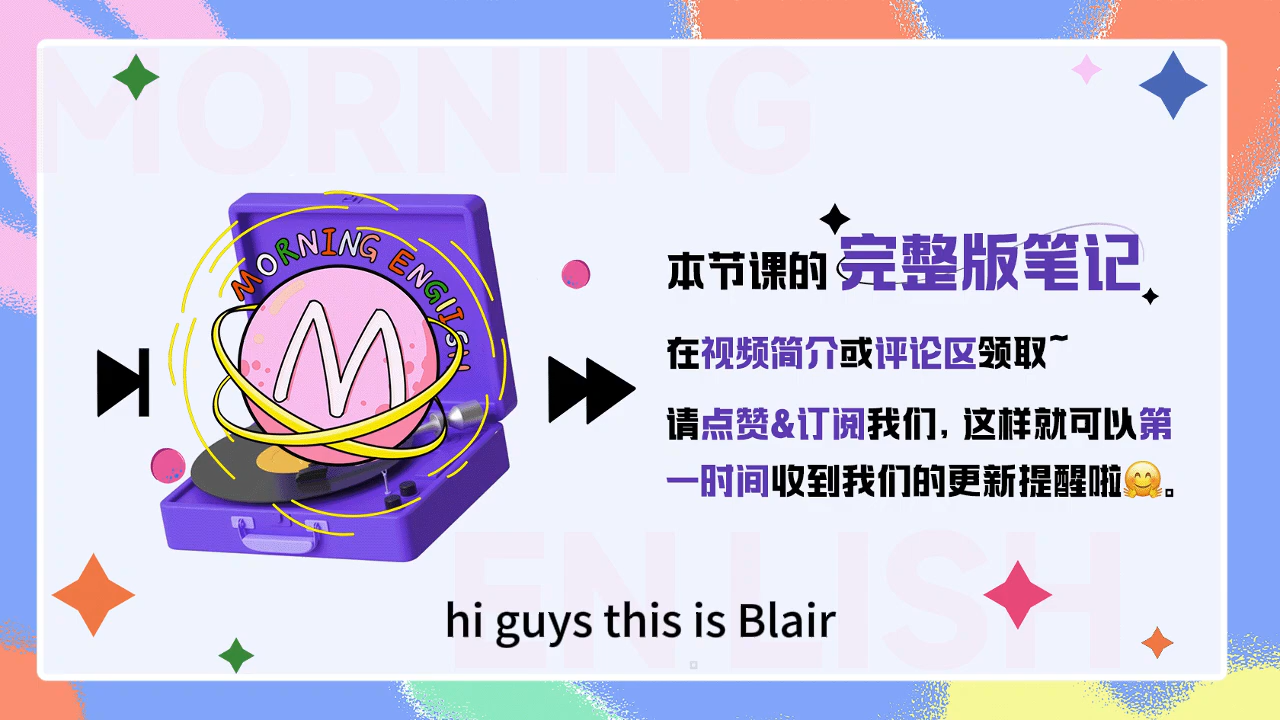 MORNING
MORNING ENGLISH
M
本节课的 完整版笔记
在视频简介或评论区领取~
请点赞&订阅我们, 这样就可以第
一时间收到我们的更新提醒啦🤗。
EN LISH
hi guys this is Blair